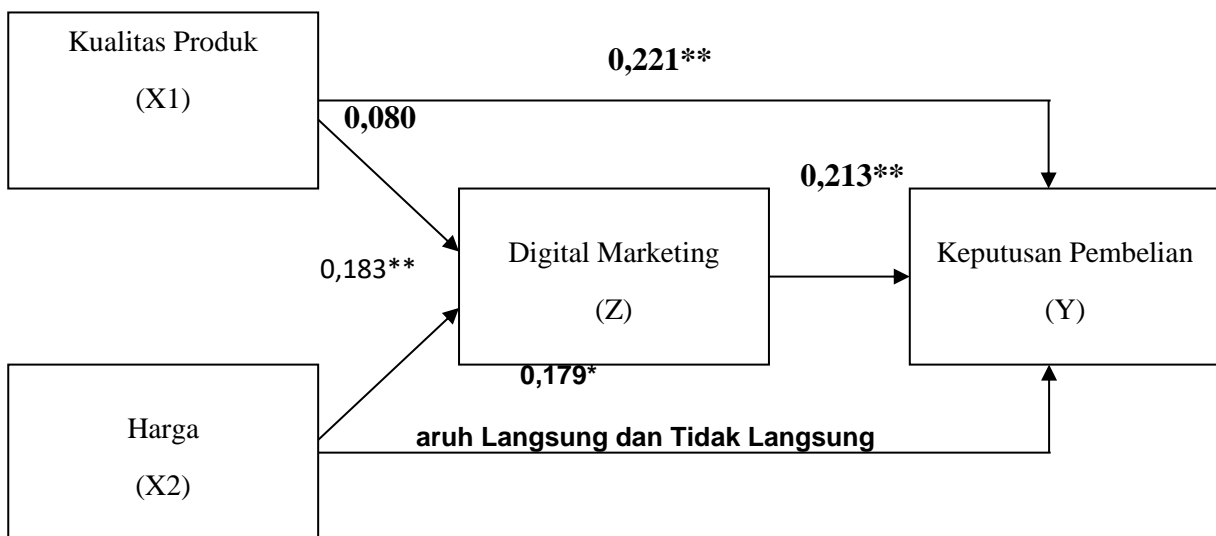 Kualitas Produk
(X1)
0,221**
0,080
0,213**
Digital Marketing
(Z)
Keputusan Pembelian
(Y)
0,183**
0,179*
Harga
(X2)
aruh Langsung dan Tidak Langsung